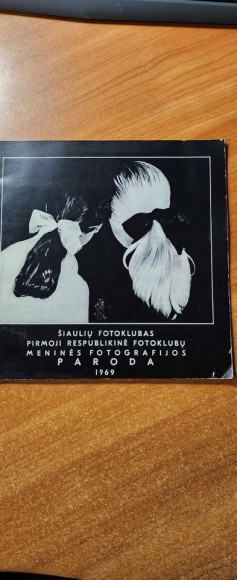 ŠIAULIŲ FOTOKLUBAS
PIRMOJI RESPUBLIKINĖ FOTOKLUBŲ
MENINĖS FOTOGRAFIJOS
PARODA
1969